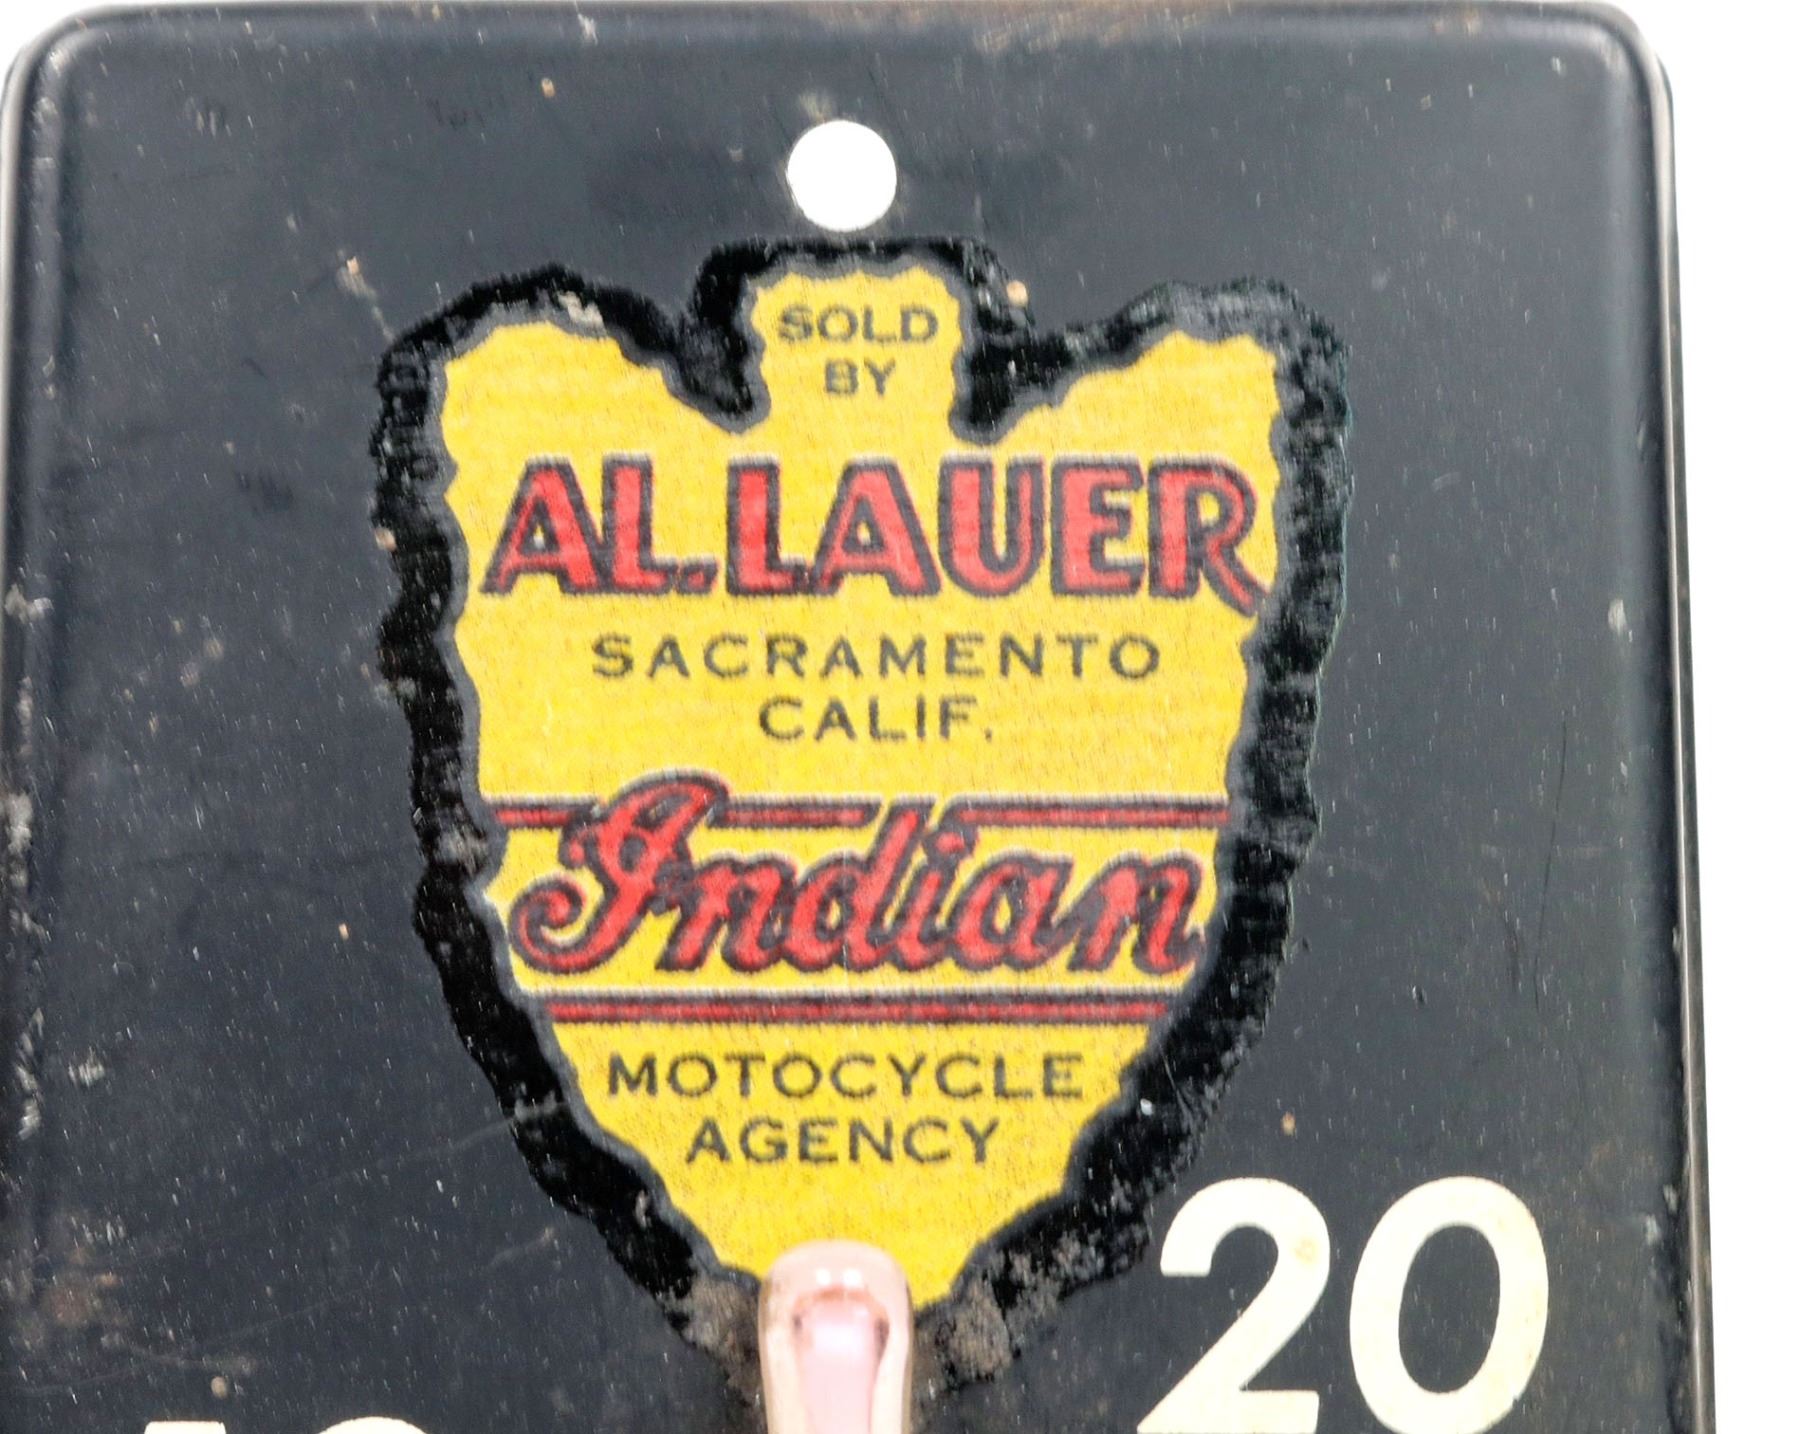 SOLD
BY
AL. LAUER
SACRAMENTO
CALIF.
Indian
MOTOCYCLE
AGENCY
20